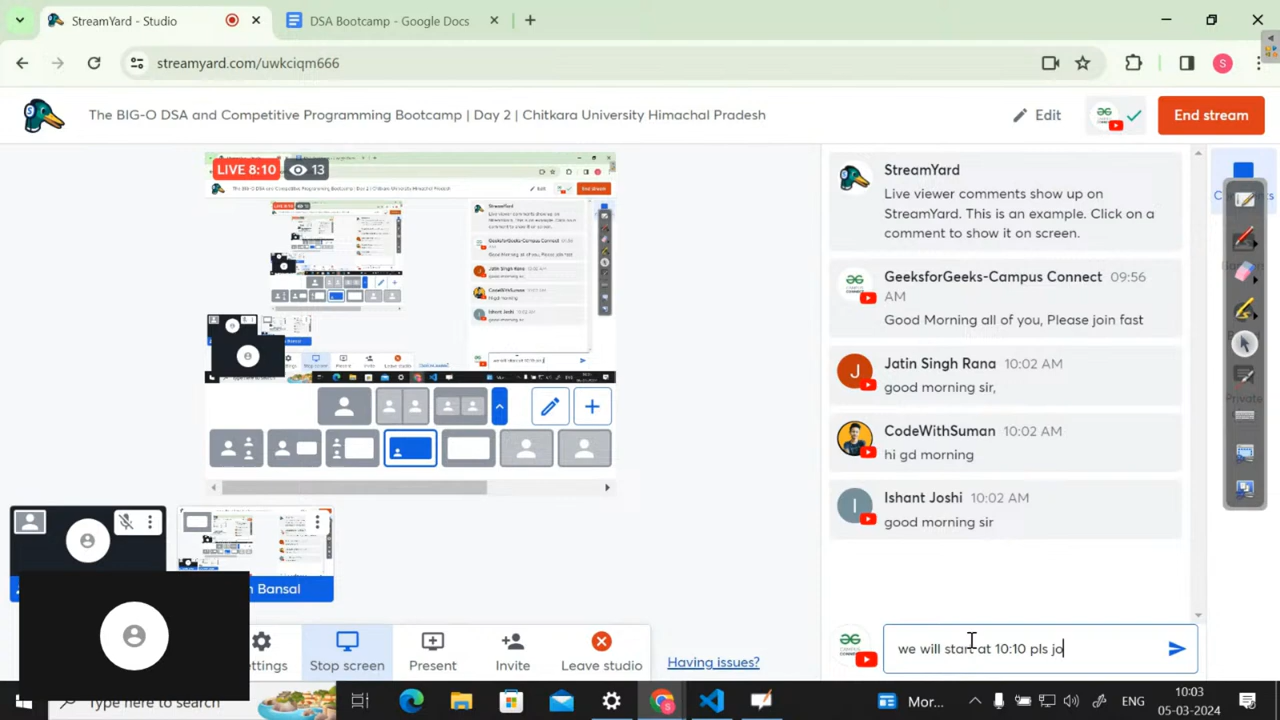 StreamYard - Studio
DSA Bootcamp - Google Docs
streamyard.com/uwkciqm666
S
The BIG-O DSA and Competitive Programming Bootcamp | Day 2 | Chitkara University Himachal Pradesh
Edit
End stream
LIVE 8:10
13
StreamYard
Live viewer comments show up on
StreamYard. This is an example. Click on a
comment to show it on screen.
GeeksforGeeks-Campus Connect 09:56
AM
Good Morning all of you, Please join fast
J
Jatin Singh Rana 10:02 AM
good morning sir,
CodeWithSuman 10:02 AM
hi gd morning
I
Ishant Joshi 10:02 AM
good morning sir
Private
Bansal
ettings
Stop screen
Present
Invite
Leave studio
Having issues?
we will start at 10:10 pls jo
Type here to search
Mor...
ENG
10:03
05-03-2024